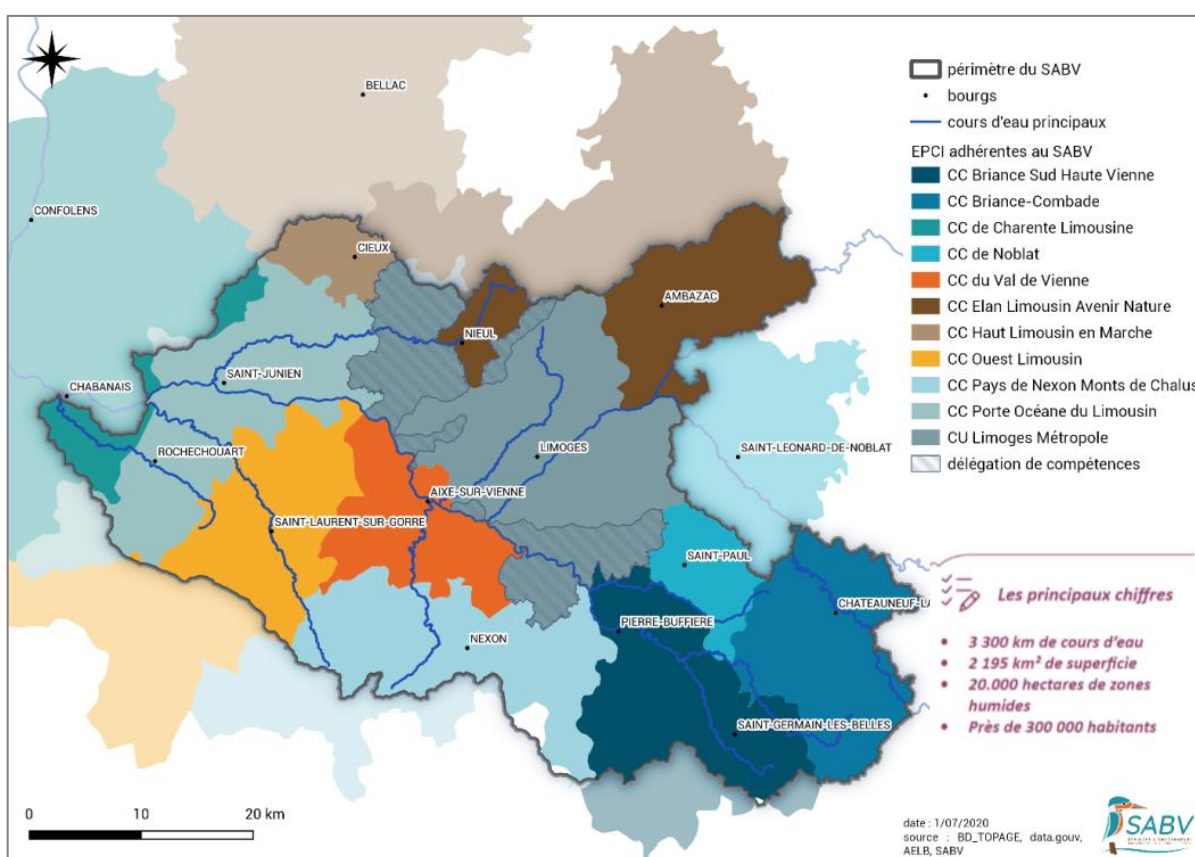 BELLAC
CONFOLENS
CIEUX
AMBAZAC
NIEUL
SAINT-JUNIEN
CHABANAIS
ROCHECHOUART
LIMOGES
SAINT-LEONARD-DE-NOBLAT
AIXE-SUR-VIENNE
SAINT-LAURENT-SUR-GORRE
SAINT-PAUL
CHATEAUNEUF-LA
PIERRE-BUFFIERE
NEXON
SAINT-GERMAIN-LES-BELLES
périmètre du SABV
bourgs
cours d'eau principaux
EPCI adhérentes au SABV
CC Briance Sud Haute Vienne
CC Briance-Combade
CC de Charente Limousine
CC de Noblat
CC du Val de Vienne
CC Elan Limousin Avenir Nature
CC Haut Limousin en Marche
CC Ouest Limousin
CC Pays de Nexon Monts de Chalus
CC Porte Océane du Limousin
CU Limoges Métropole
délégation de compétences
Les principaux chiffres
• 3 300 km de cours d'eau
• 2 195 km² de superficie
• 20.000 hectares de zones
humides
• Près de 300 000 habitants
0 10 20 km
date : 1/07/2020
source : BD_TOPAGE, data.gouv,
AELB, SABV
SABV